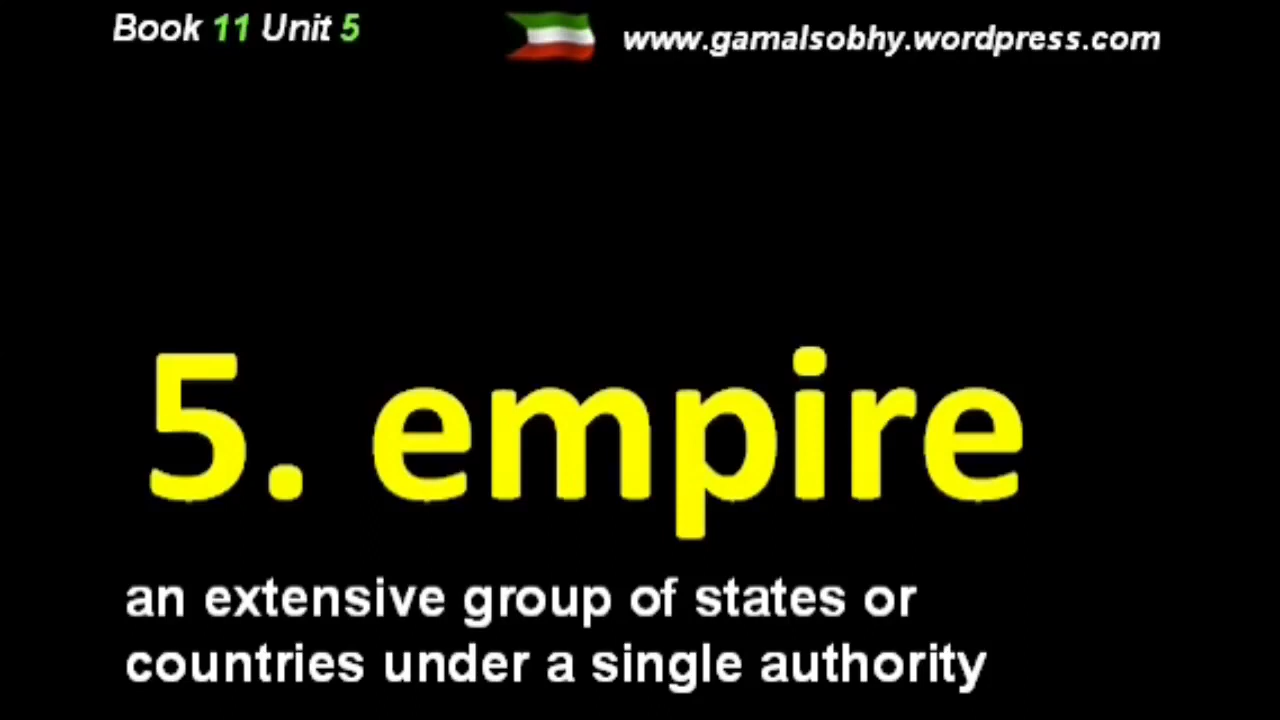 Book 11 Unit 5
www.gamalsobhy.wordpress.com
5. empire
an extensive group of states or
countries under a single authority